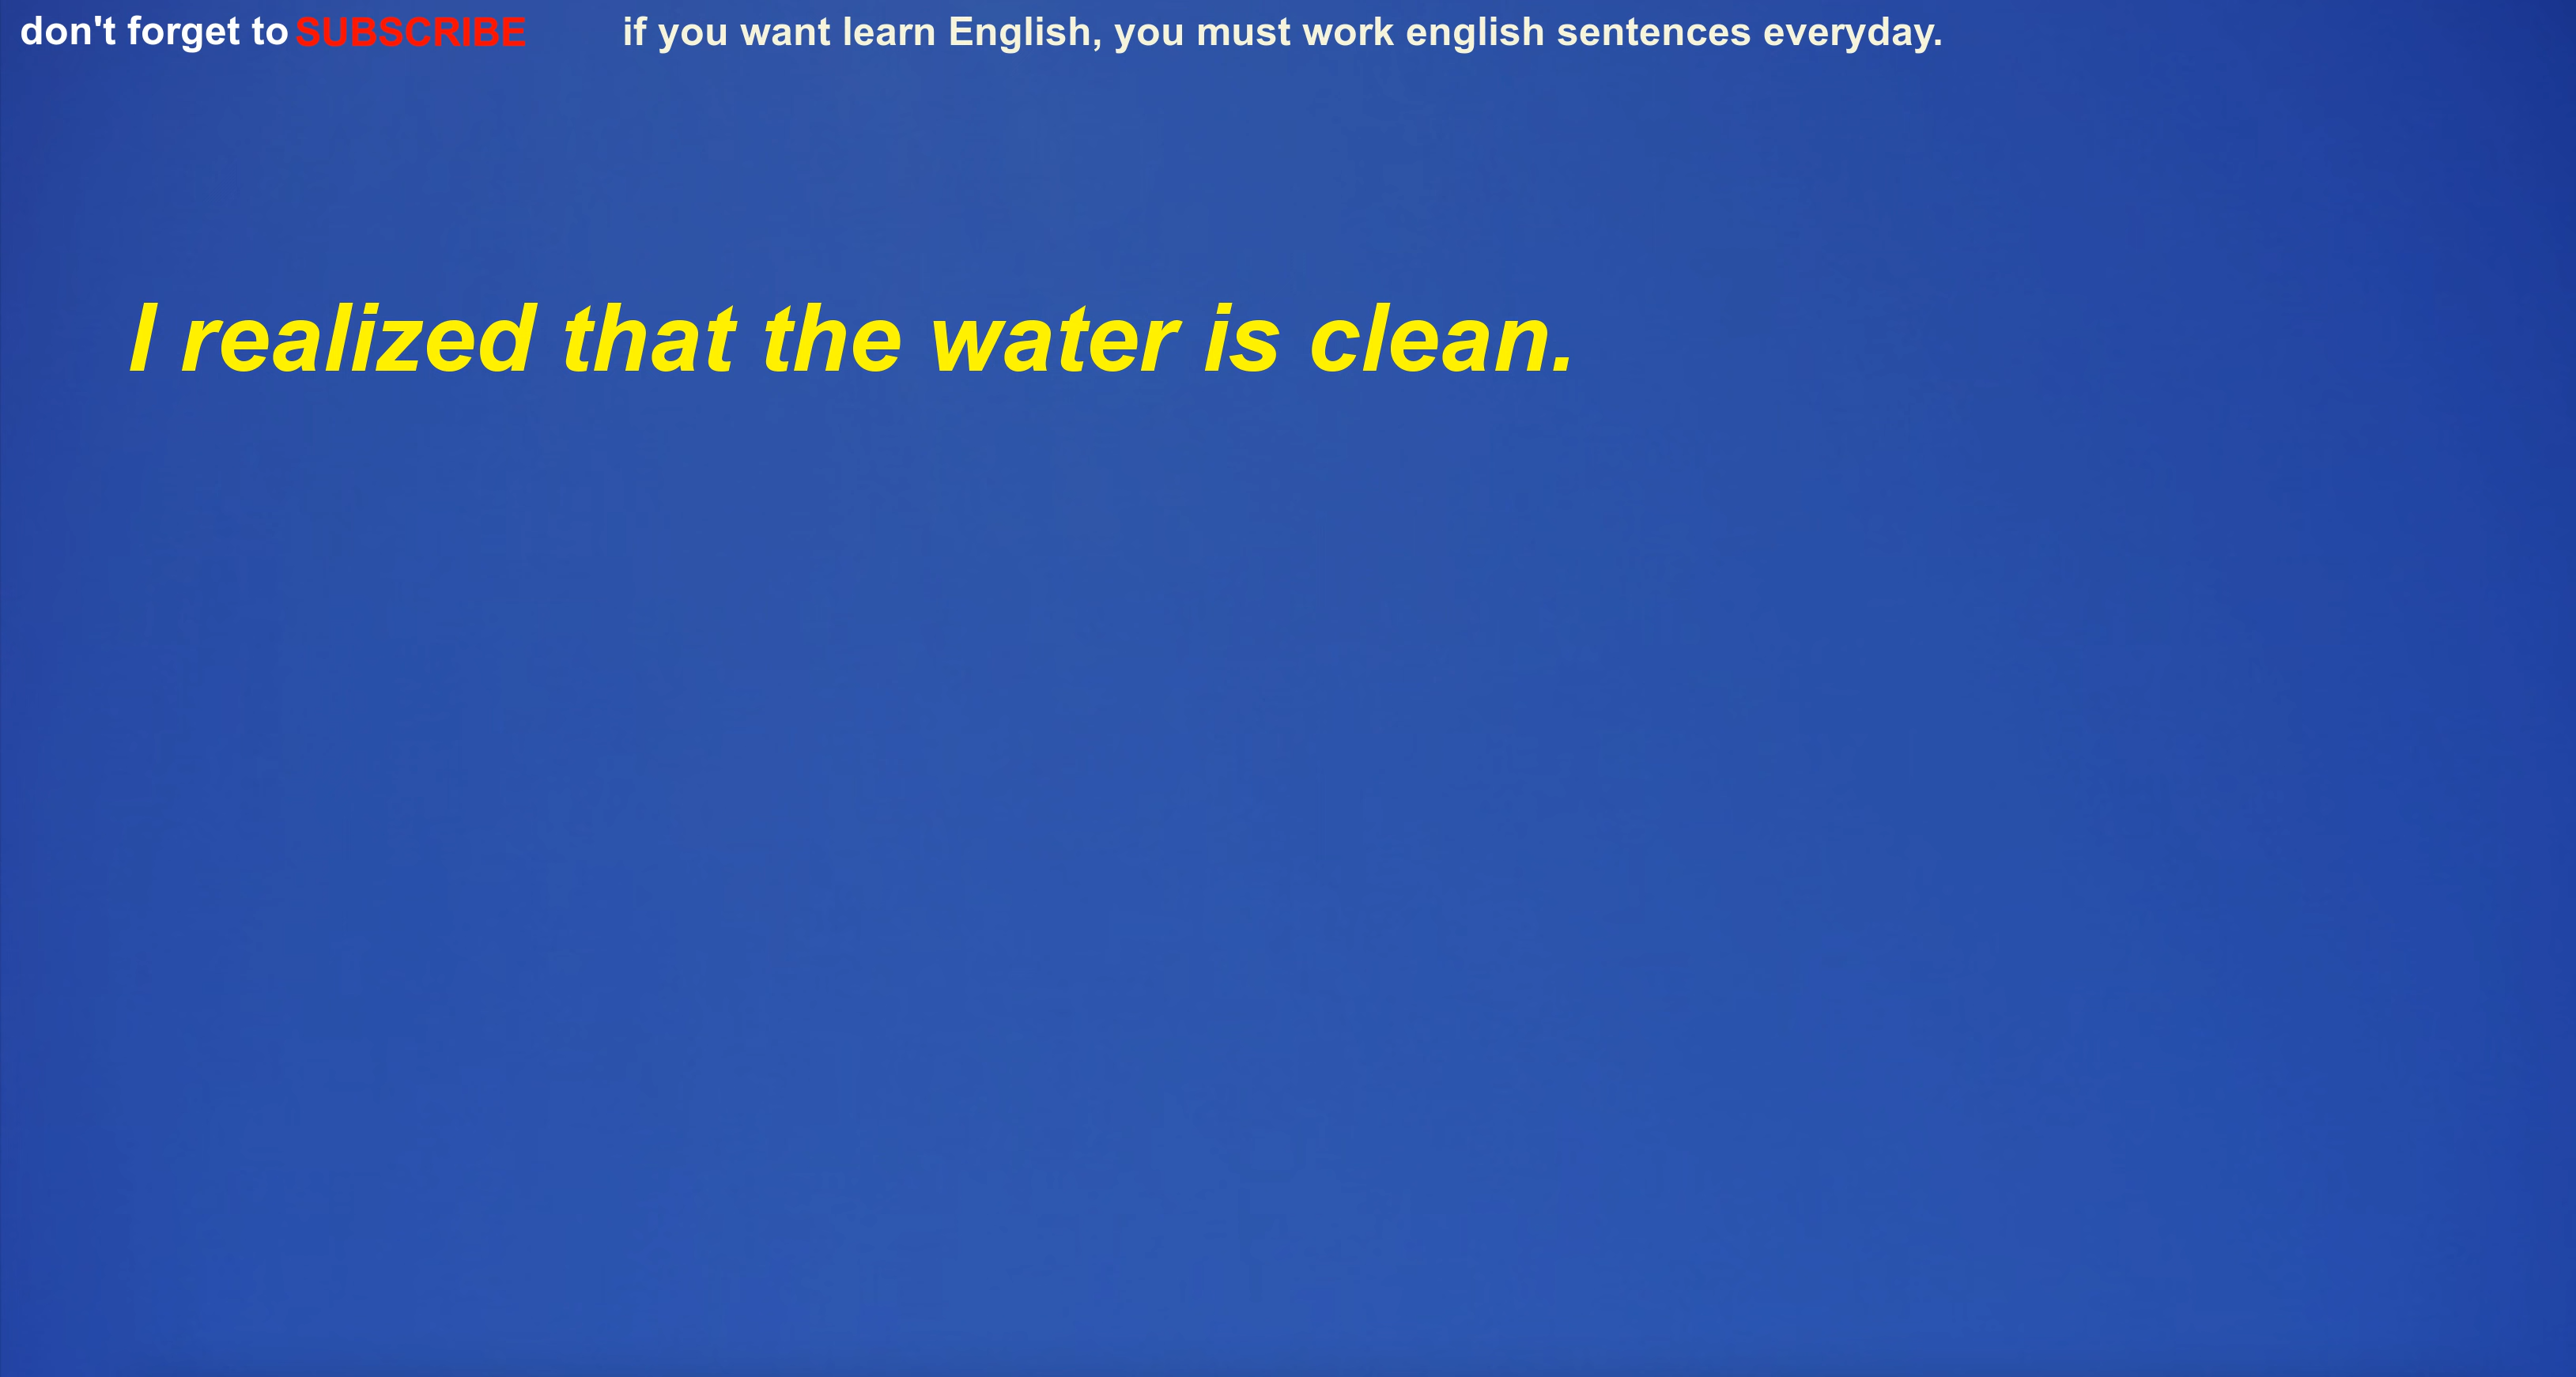 don't forget to SUBSCRIBE if you want learn English, you must work english sentences everyday.
I realized that the water is clean.